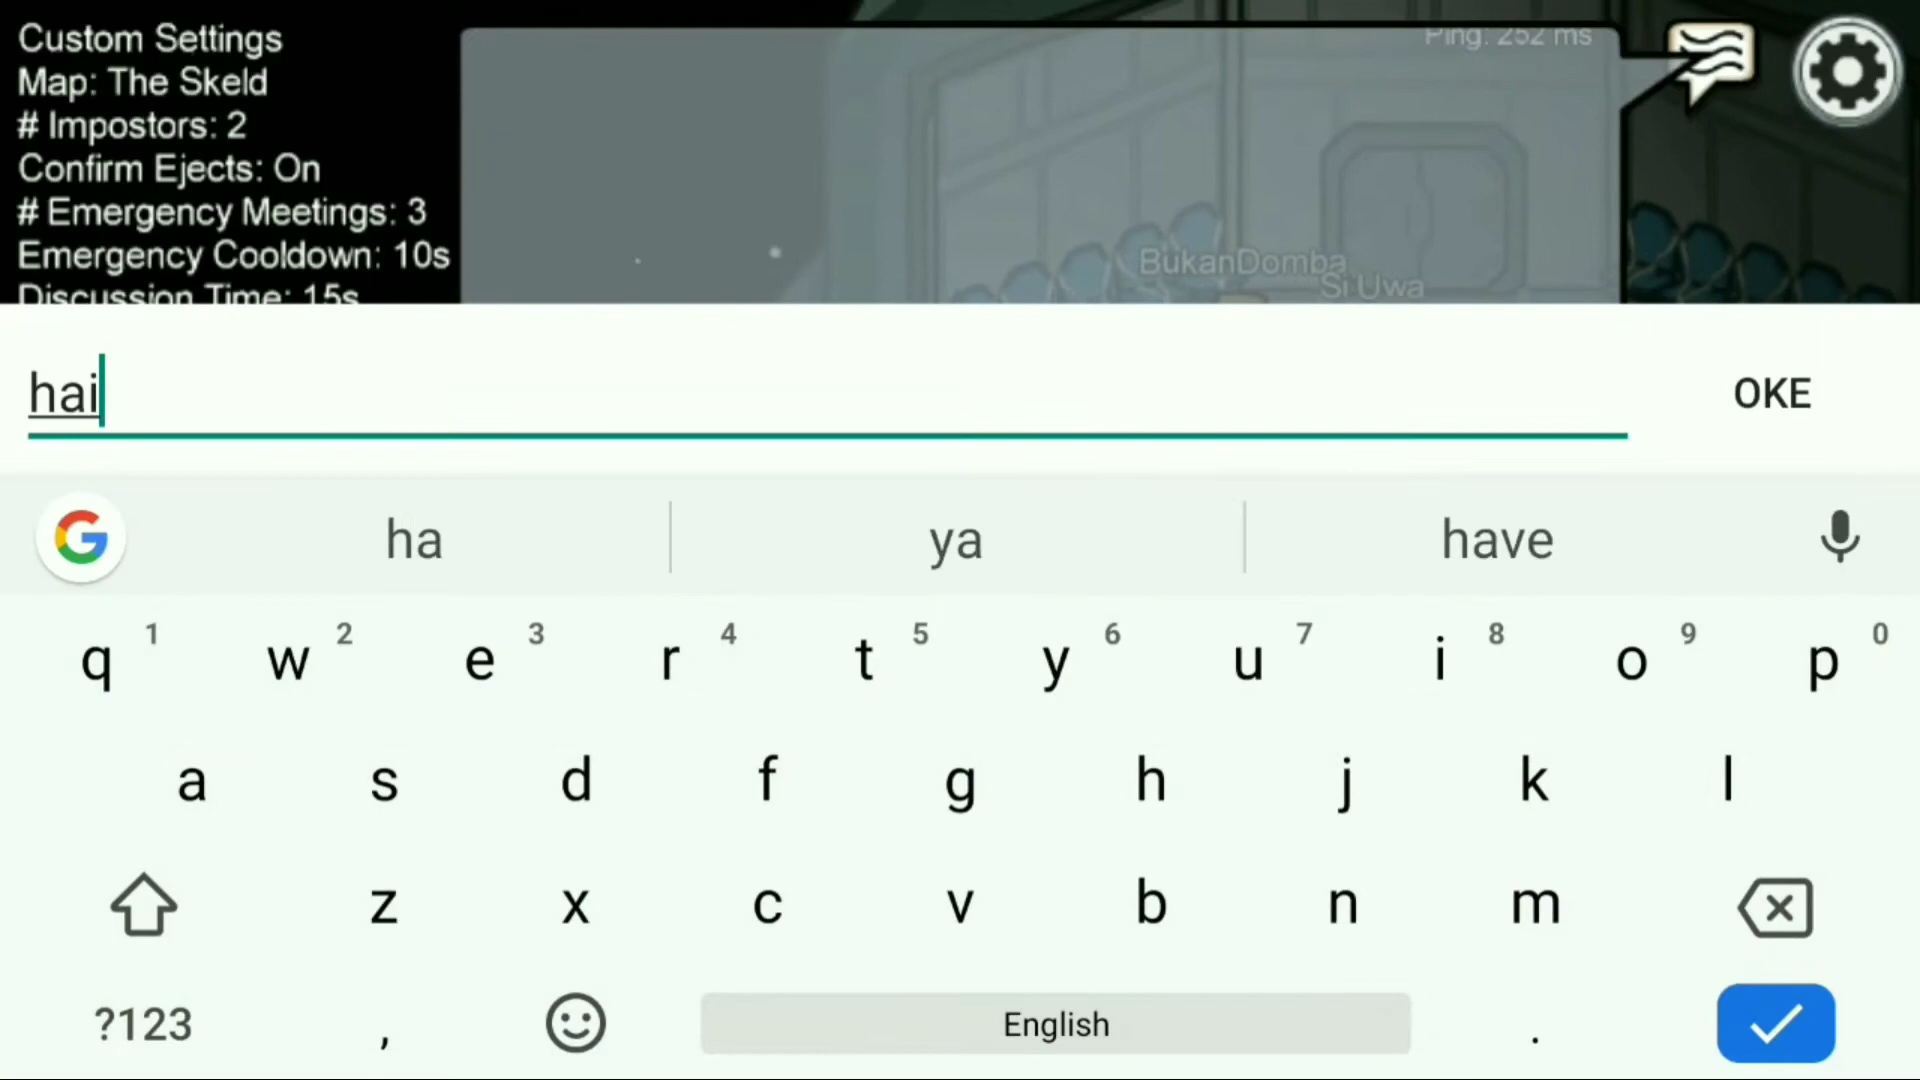 Custom Settings
Map: The Skeld
# Impostors: 2
Confirm Ejects: On
# Emergency Meetings: 3
Emergency Cooldown: 10s
Discussion Time: 15s
Ping: 252 ms
BukanDomba
Si Uwa
hai
OKE
ha ya have
q 1 w 2 e 3 r 4 t 5 y 6 u 7 i 8 o 9 p 0
a s d f g h j k l
z x c v b n m
?123 , English .